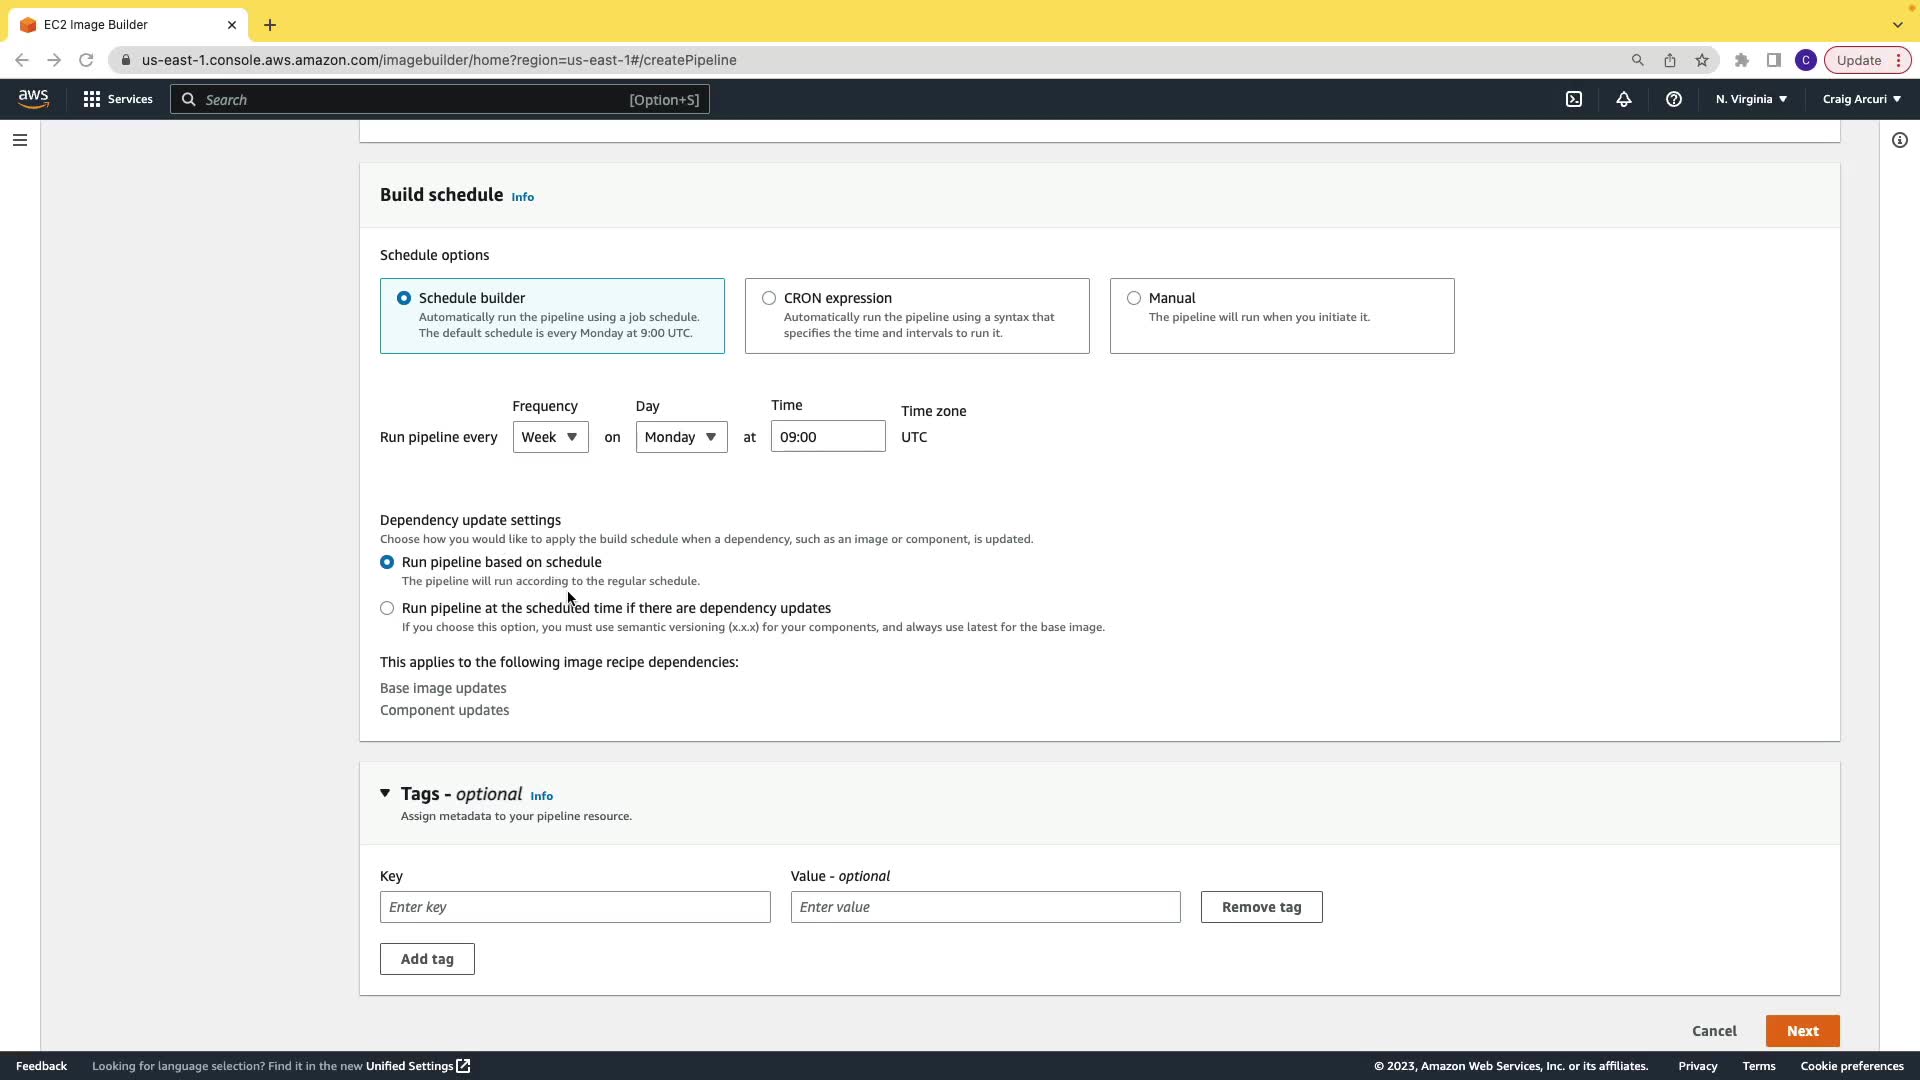 EC2 Image Builder
us-east-1.console.aws.amazon.com/imagebuilder/home?region=us-east-1#/createPipeline
C
Update
aws
Services
Search
[Option+S]
N. Virginia
Craig Arcuri
Build schedule Info
Schedule options
Schedule builder
Automatically run the pipeline using a job schedule.
The default schedule is every Monday at 9:00 UTC.
CRON expression
Automatically run the pipeline using a syntax that
specifies the time and intervals to run it.
Manual
The pipeline will run when you initiate it.
Frequency Day Time Time zone
Run pipeline every Week on Monday at 09:00 UTC
Dependency update settings
Choose how you would like to apply the build schedule when a dependency, such as an image or component, is updated.
Run pipeline based on schedule
The pipeline will run according to the regular schedule.
Run pipeline at the scheduled time if there are dependency updates
If you choose this option, you must use semantic versioning (x.x.x) for your components, and always use latest for the base image.
This applies to the following image recipe dependencies:
Base image updates
Component updates
Tags - optional Info
Assign metadata to your pipeline resource.
Key Value - optional
Enter key Enter value Remove tag
Add tag
Cancel Next
Feedback Looking for language selection? Find it in the new Unified Settings © 2023, Amazon Web Services, Inc. or its affiliates. Privacy Terms Cookie preferences